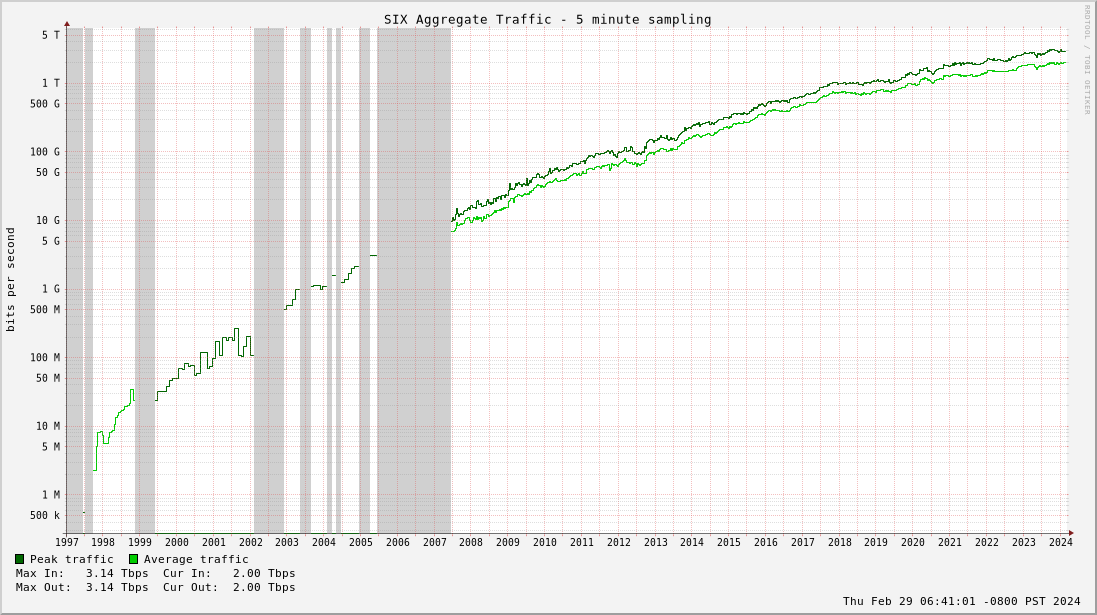 SIX Aggregate Traffic - 5 minute sampling
RRDTOOL / TOBI OETIKER
bits per second
5 T
1 T
500 G
100 G
50 G
10 G
5 G
1 G
500 M
100 M
50 M
10 M
5 M
1 M
500 k
1997 1998 1999 2000 2001 2002 2003 2004 2005 2006 2007 2008 2009 2010 2011 2012 2013 2014 2015 2016 2017 2018 2019 2020 2021 2022 2023 2024
Peak traffic Average traffic
Max In: 3.14 Tbps Cur In: 2.00 Tbps
Max Out: 3.14 Tbps Cur Out: 2.00 Tbps
Thu Feb 29 06:41:01 -0800 PST 2024